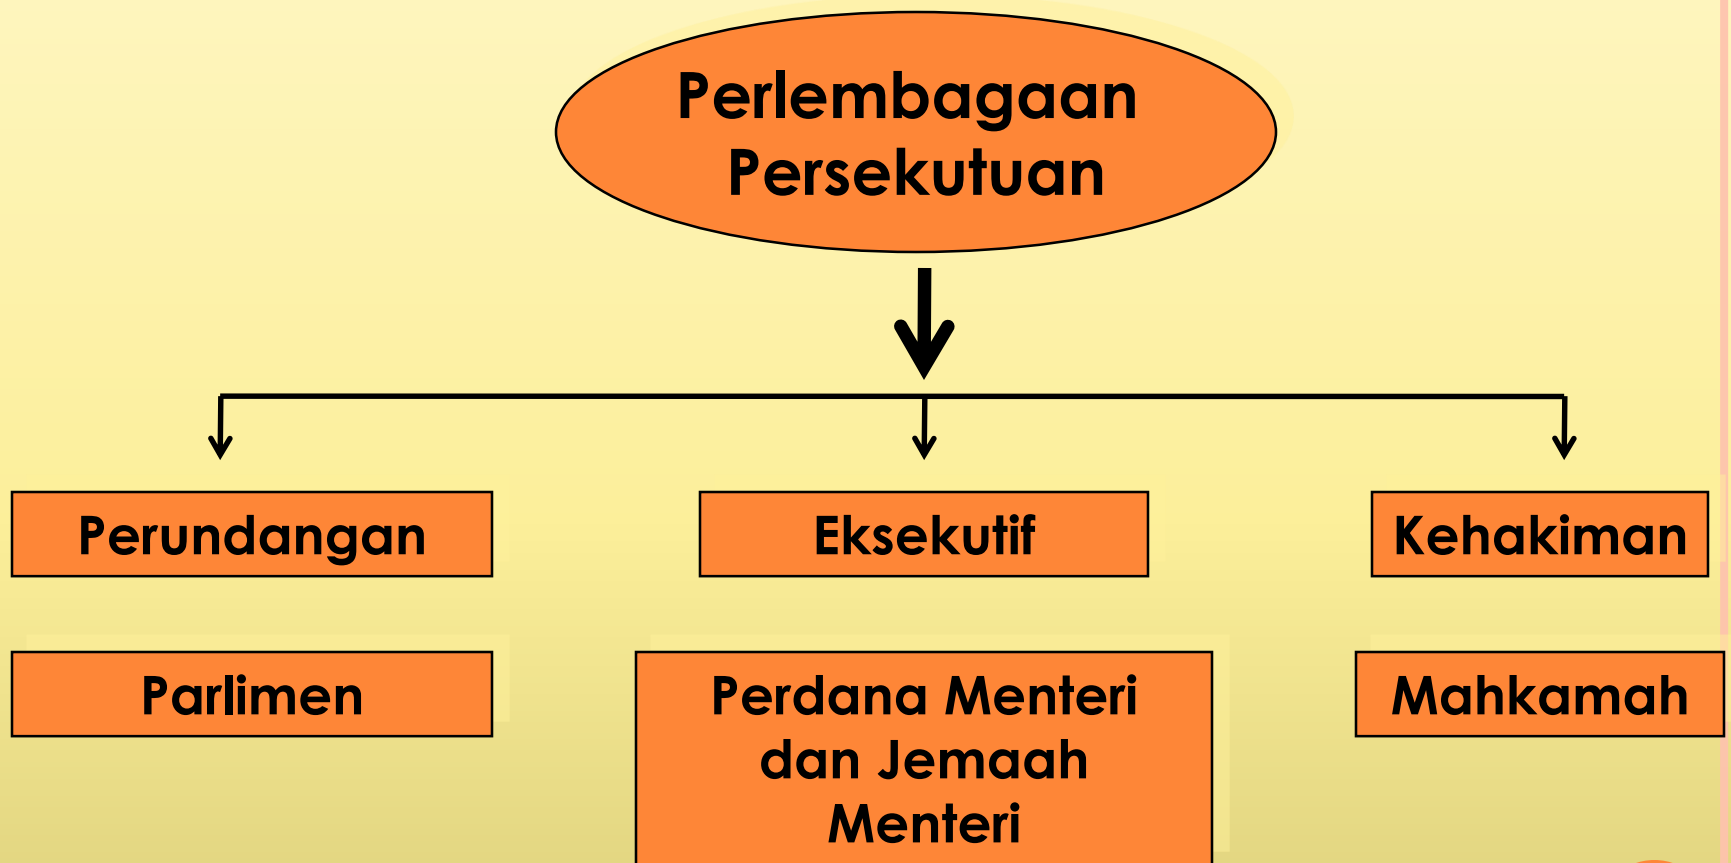 Perlembagaan
Persekutuan
Perundangan
Eksekutif
Kehakiman
Parlimen
Perdana Menteri
dan Jemaah
Menteri
Mahkamah